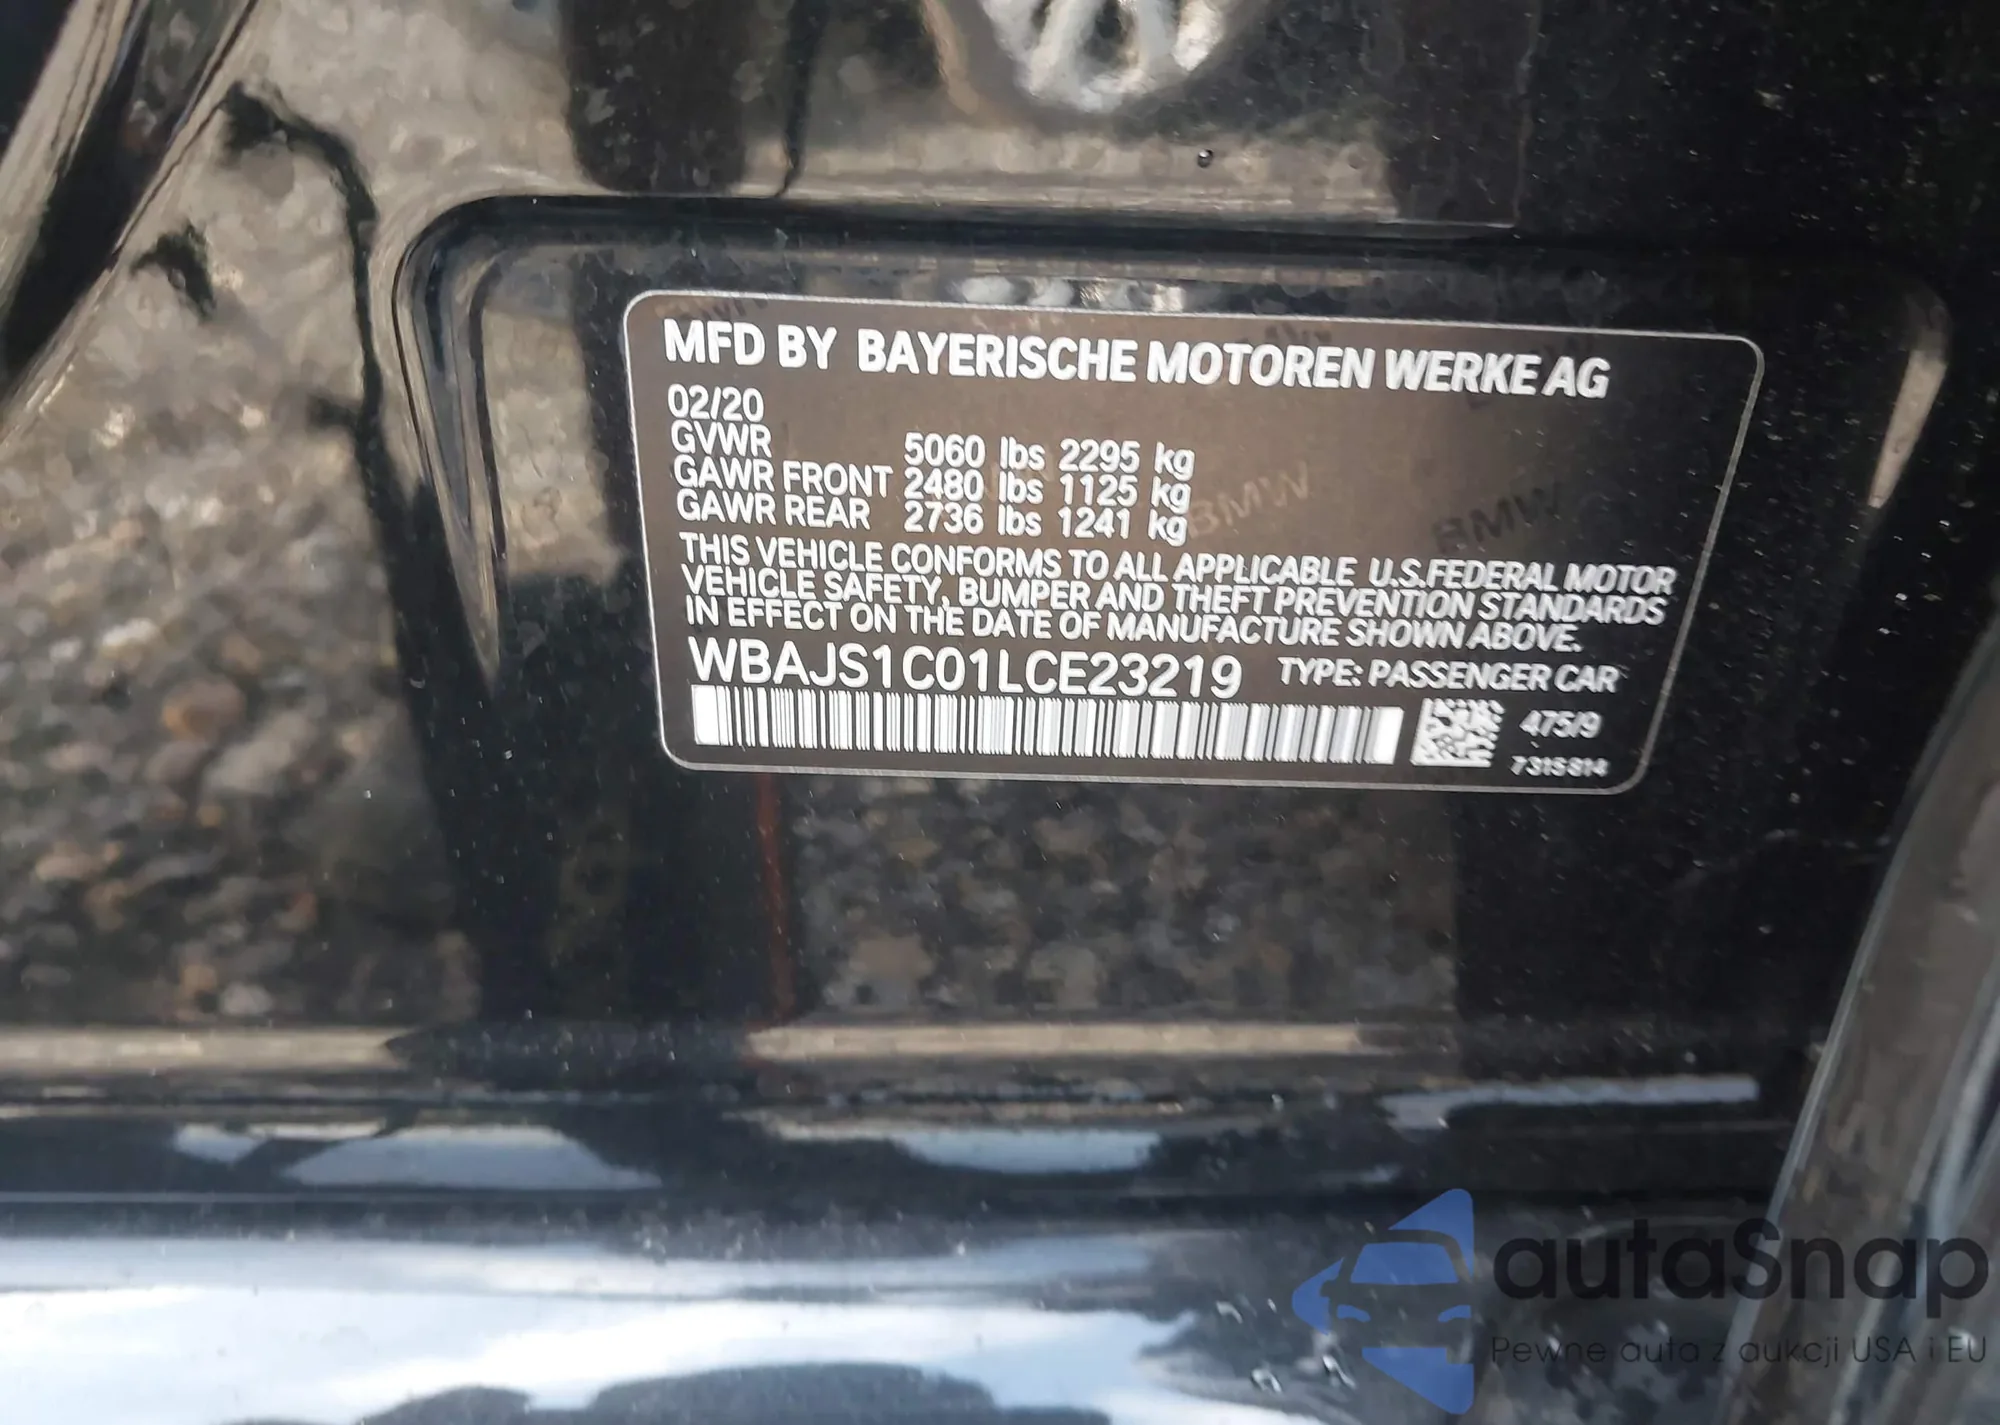 MFD BY BAYERISCHE MOTOREN WERKE AG
02/20
GVWR 5060 lbs 2295 kg
GAWR FRONT 2480 lbs 1125 kg
GAWR REAR 2736 lbs 1241 kg
THIS VEHICLE CONFORMS TO ALL APPLICABLE U.S.FEDERAL MOTOR
VEHICLE SAFETY, BUMPER AND THEFT PREVENTION STANDARDS
IN EFFECT ON THE DATE OF MANUFACTURE SHOWN ABOVE.
WBAJS1C01LCE23219 TYPE: PASSENGER CAR
475/9
7315814
BMW BMW
autaSnap
Pewne auta z aukcji USA i EU